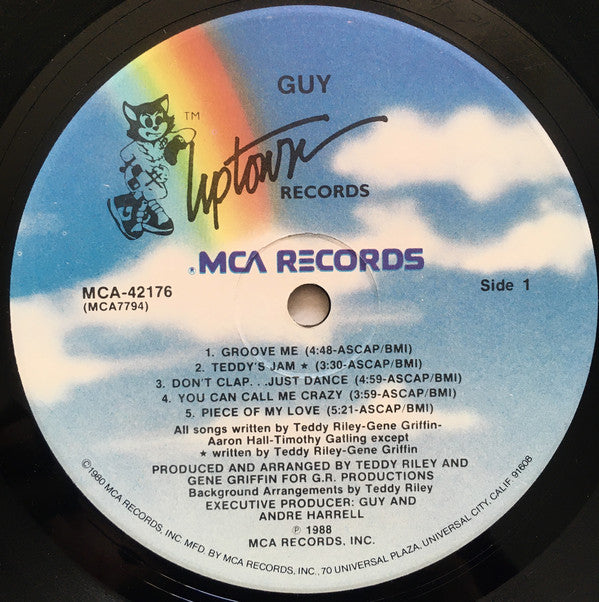 GUY
TM
Uptown
RECORDS
®MCA RECORDS
MCA-42176
(MCA7794)
Side 1
1. GROOVE ME (4:48-ASCAP/BMI)
2. TEDDY'S JAM ★ (3:30-ASCAP/BMI)
3. DON'T CLAP. . .JUST DANCE (4:59-ASCAP/BMI)
4. YOU CAN CALL ME CRAZY (3:59-ASCAP/BMI)
5. PIECE OF MY LOVE (5:21-ASCAP/BMI)
All songs written by Teddy Riley-Gene Griffin-
Aaron Hall-Timothy Gatling except
★ written by Teddy Riley-Gene Griffin
PRODUCED AND ARRANGED BY TEDDY RILEY AND
GENE GRIFFIN FOR G.R. PRODUCTIONS
Background Arrangements by Teddy Riley
EXECUTIVE PRODUCER: GUY AND
ANDRE HARRELL
℗ 1988
MCA RECORDS, INC.
©1980 MCA RECORDS, INC. MFD. BY MCA RECORDS, INC., 70 UNIVERSAL PLAZA, UNIVERSAL CITY, CALIF. 91608